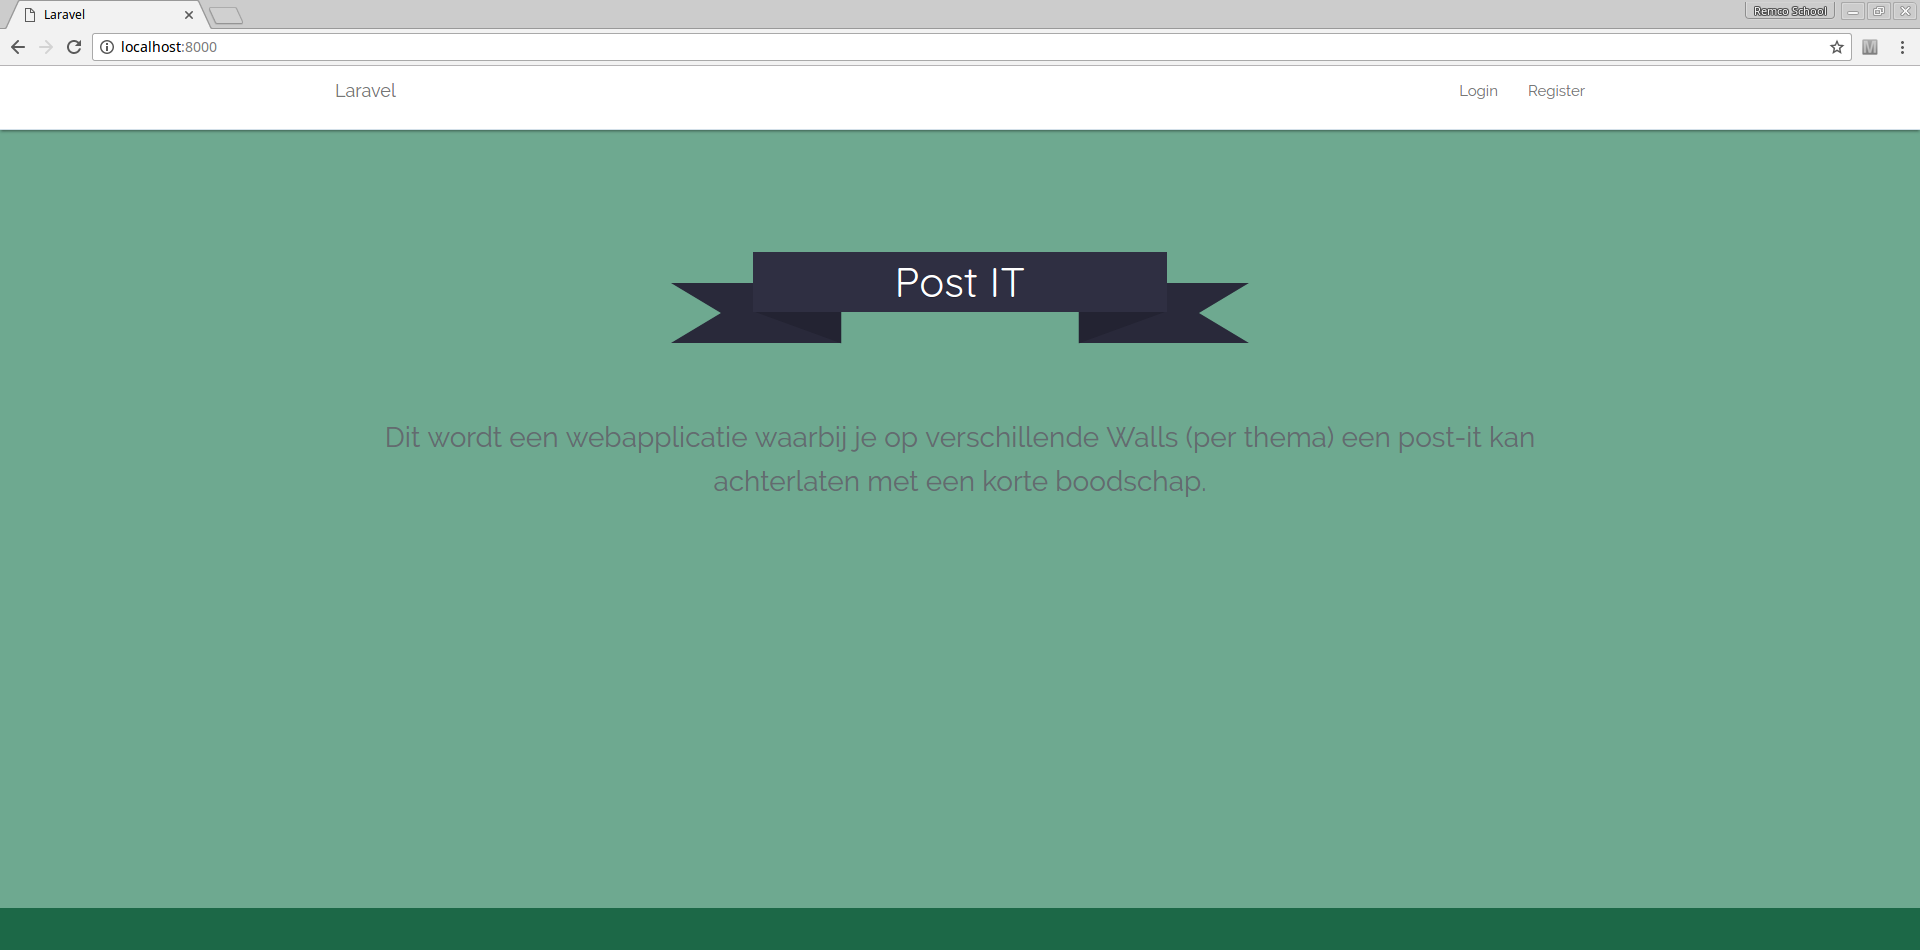 Laravel
Remco School
localhost:8000
M
Laravel
Login Register
Post IT
Dit wordt een webapplicatie waarbij je op verschillende Walls (per thema) een post-it kan
achterlaten met een korte boodschap.